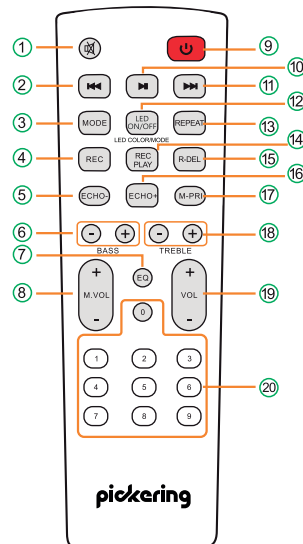 1 9
10
2 11
12
3 MODE LED ON/OFF REPEAT 13
LED COLOR/MODE 14
4 REC REC PLAY R-DEL 15
16
5 ECHO- ECHO+ M-PRI 17
6 - + - + 18
BASS TREBLE
7 EQ
8 + M.VOL - + VOL - 19
0
1 2 3
4 5 6 20
7 8 9
pickering